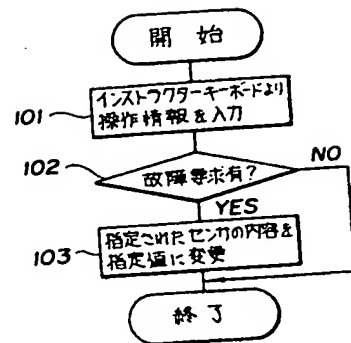 開始
101
インストラクターキーボードより
操作情報を入力
102
故障要求有?
NO
YES
103
指定されたセンサの内容を
指定値に変更
終了